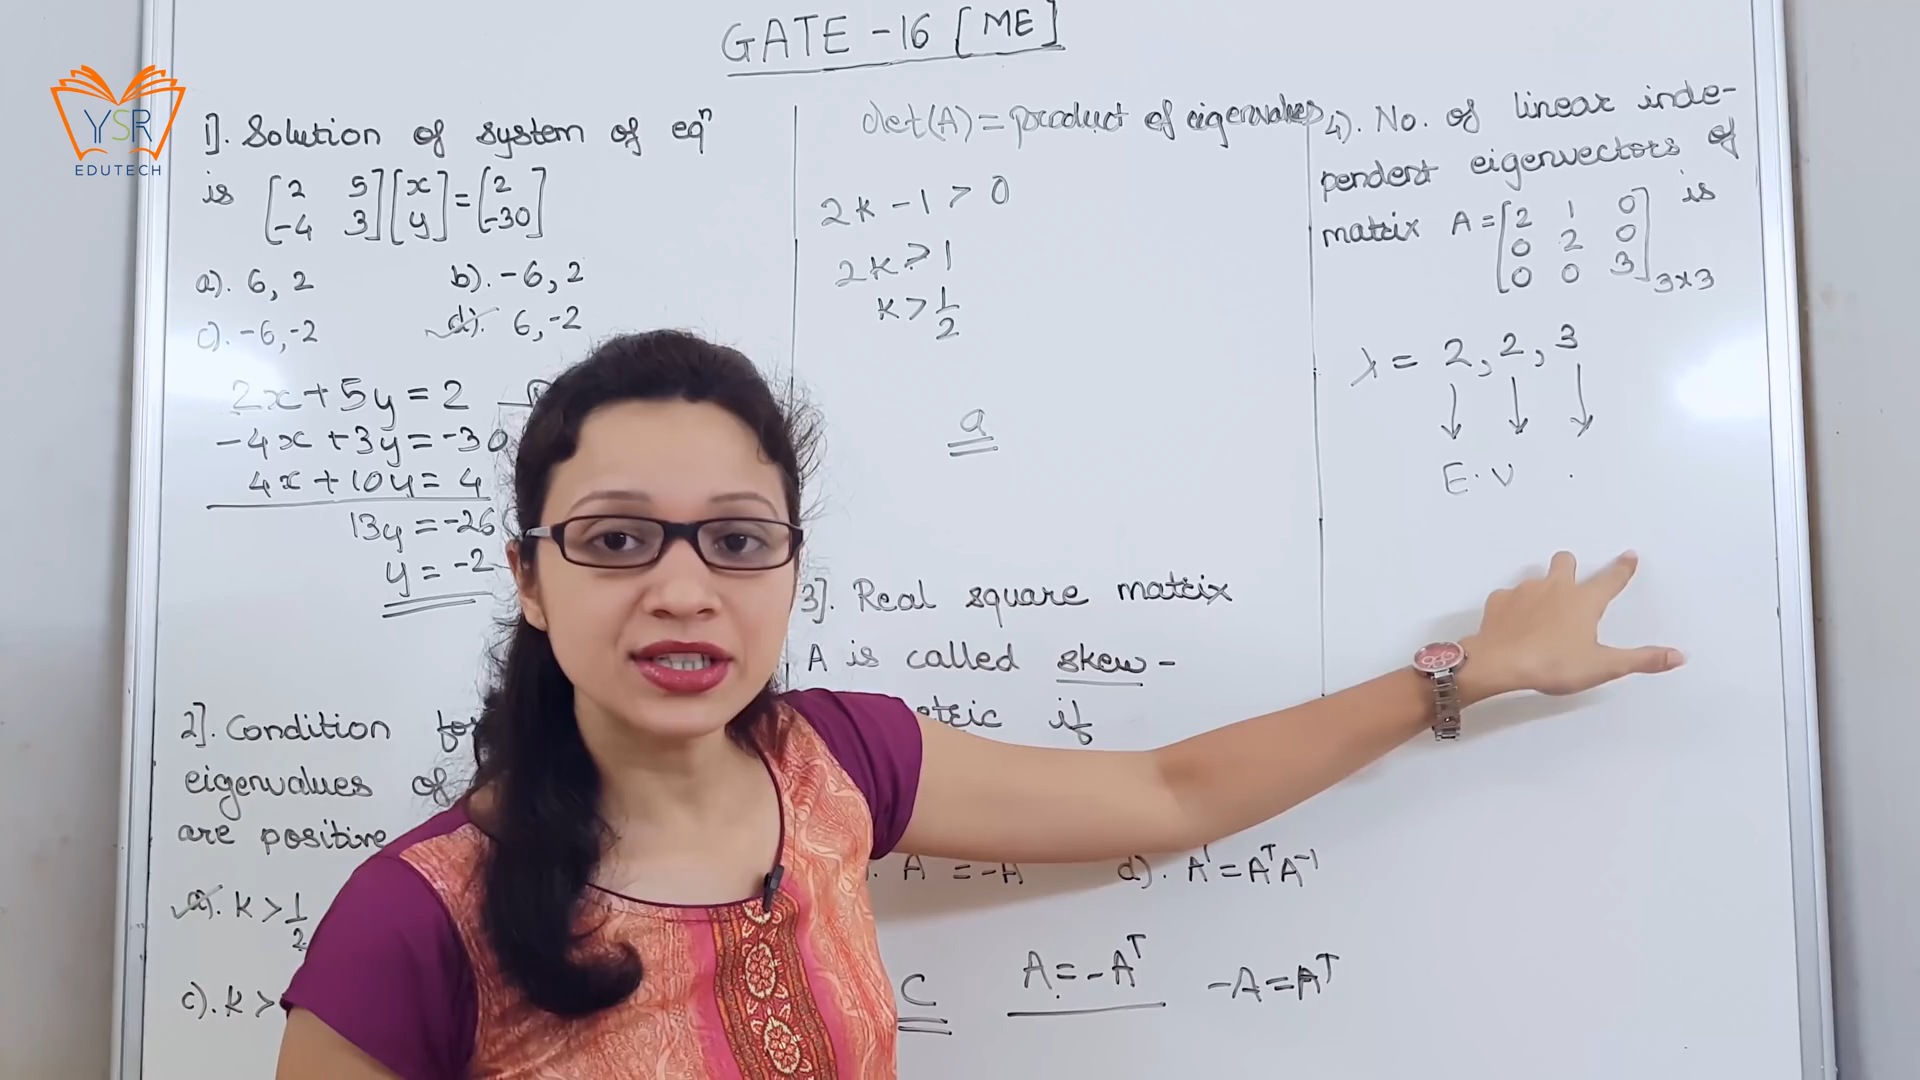 GATE - 16 [ME]
YSR
EDUTECH
1]. Solution of system of eqⁿ
is [2 5; -4 3] [x; y] = [2; -30]
a). 6, 2 b). -6, 2
c). -6, -2 d). 6, -2
2x + 5y = 2
-4x + 3y = -30
4x + 10y = 4
13y = -26
y = -2
2]. Condition for
eigenvalues of
are positive
a). k > 1/2
c). k >
det(A) = product of eigenvalues
2k - 1 > 0
2k > 1
k > 1/2
a
3]. Real square matrix
A is called skew-
if
A = -A d). Aᵀ = AᵀA⁻¹
C A = -Aᵀ -A = Aᵀ
4). No. of linear inde-
pendent eigenvectors of
matrix A = [2 1 0; 0 2 0; 0 0 3] 3x3 is
λ = 2, 2, 3
E.V